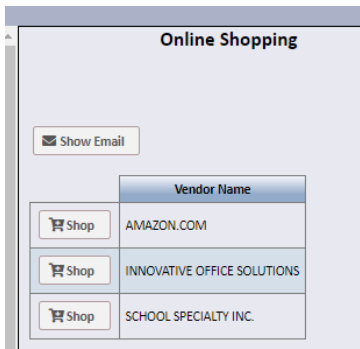 Online Shopping
Show Email
Vendor Name
Shop AMAZON.COM
Shop INNOVATIVE OFFICE SOLUTIONS
Shop SCHOOL SPECIALTY INC.